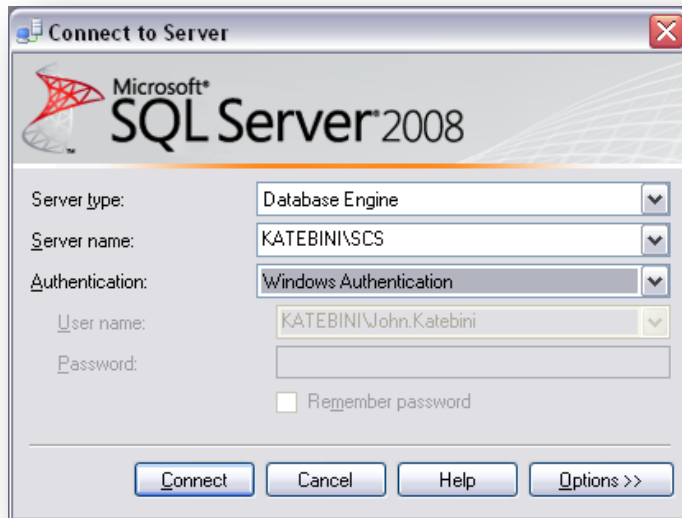 Connect to Server
Microsoft®
SQL Server® 2008
Server type: Database Engine
Server name: KATEBINI\SCS
Authentication: Windows Authentication
User name: KATEBINI\John.Katebini
Password:
Remember password
Connect Cancel Help Options >>